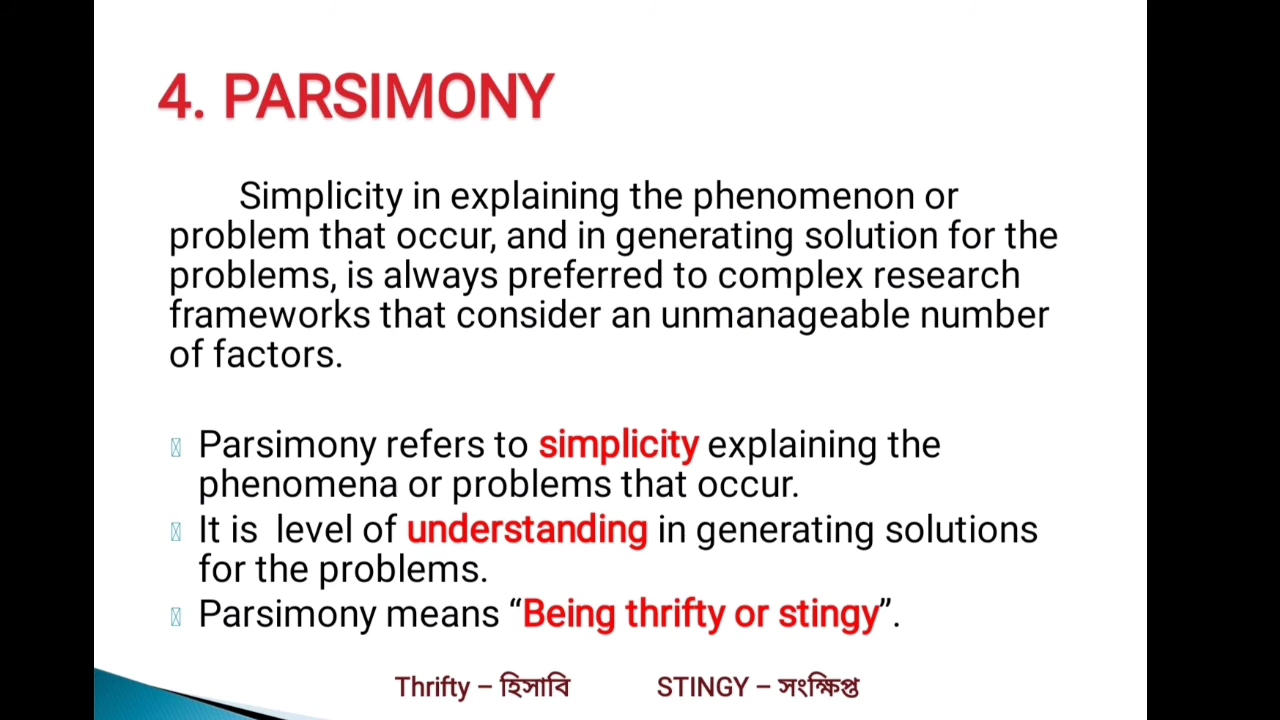 4. PARSIMONY
Simplicity in explaining the phenomenon or
problem that occur, and in generating solution for the
problems, is always preferred to complex research
frameworks that consider an unmanageable number
of factors.
Parsimony refers to simplicity explaining the
phenomena or problems that occur.
It is level of understanding in generating solutions
for the problems.
Parsimony means “Being thrifty or stingy”.
Thrifty – হিসাবি STINGY – সংক্ষিপ্ত